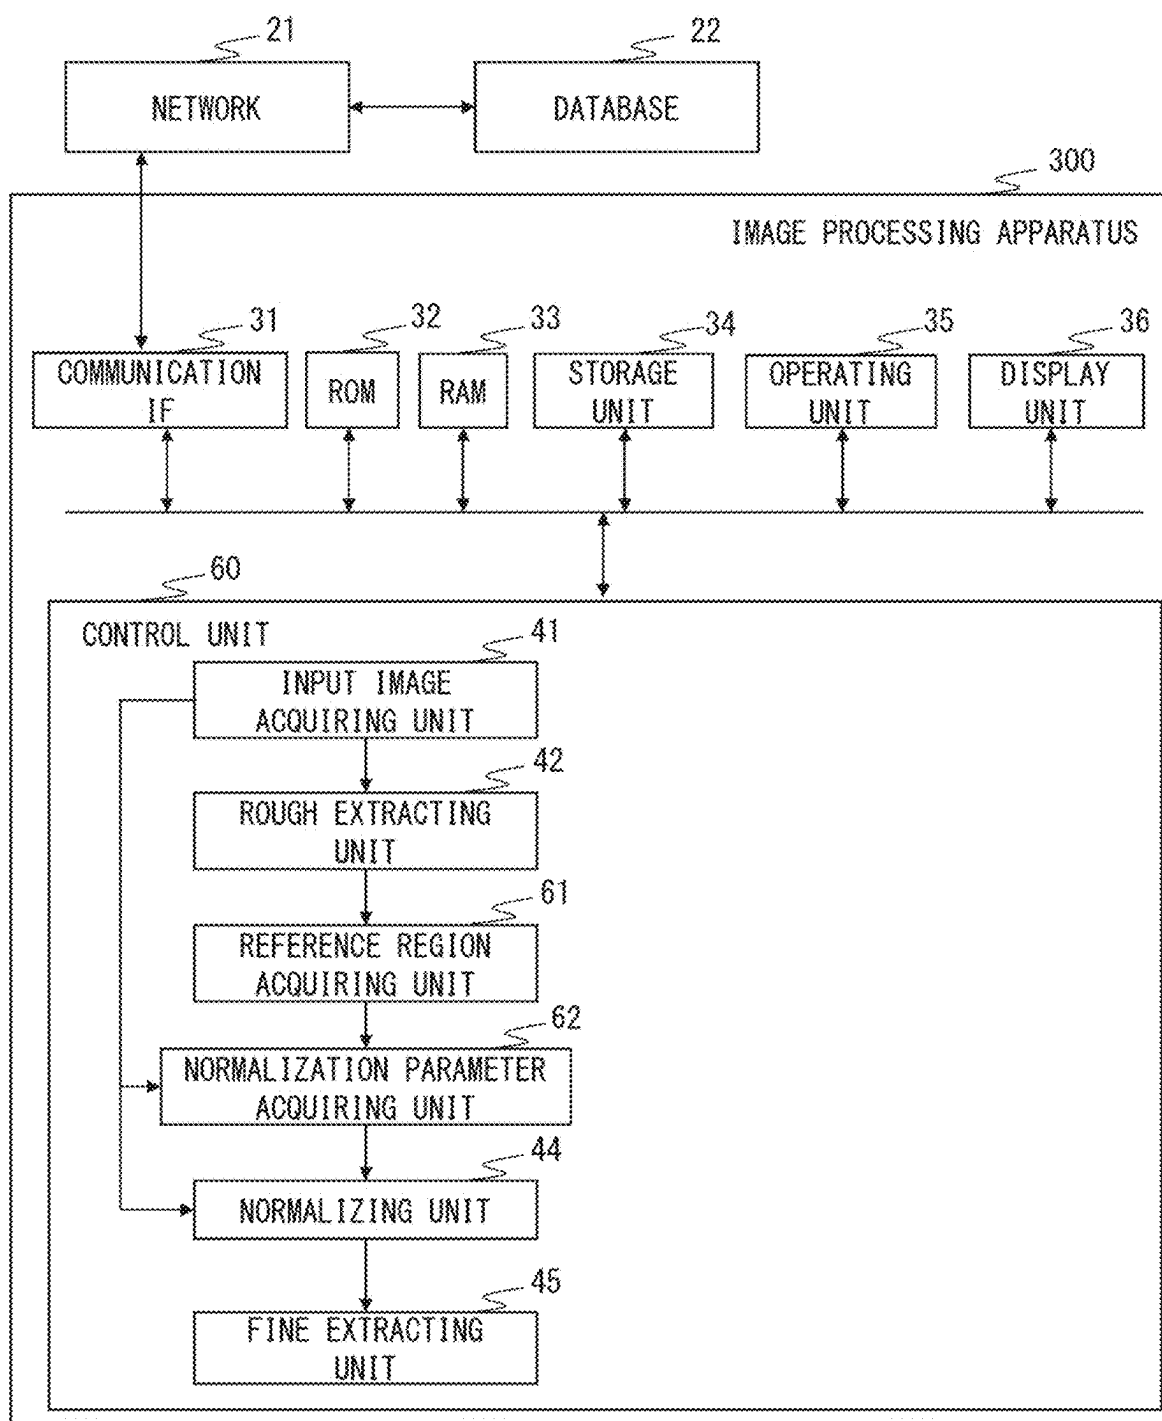 21
22
NETWORK
DATABASE
300
IMAGE PROCESSING APPARATUS
31
32
33
34
35
36
COMMUNICATION
IF
ROM
RAM
STORAGE
UNIT
OPERATING
UNIT
DISPLAY
UNIT
60
CONTROL UNIT
41
INPUT IMAGE
ACQUIRING UNIT
42
ROUGH EXTRACTING
UNIT
61
REFERENCE REGION
ACQUIRING UNIT
62
NORMALIZATION PARAMETER
ACQUIRING UNIT
44
NORMALIZING UNIT
45
FINE EXTRACTING
UNIT